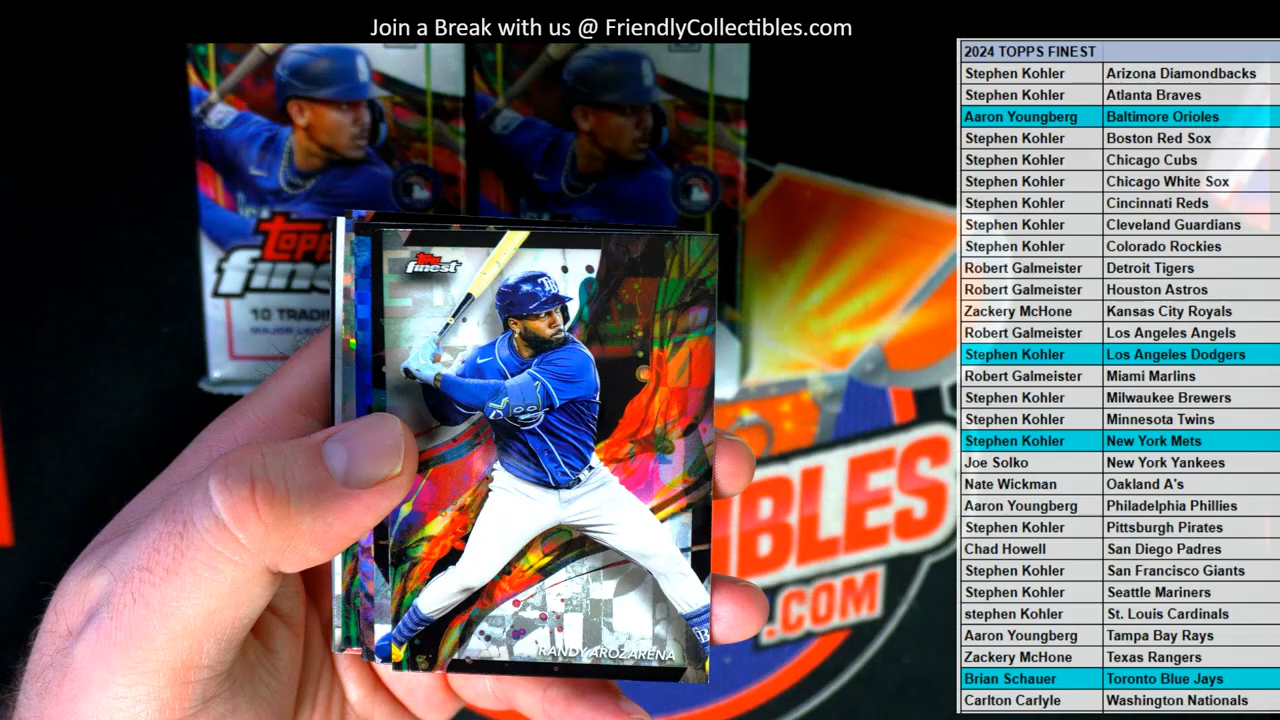 Join a Break with us @ FriendlyCollectibles.com
2024 TOPPS FINEST
Stephen Kohler Arizona Diamondbacks
Stephen Kohler Atlanta Braves
Aaron Youngberg Baltimore Orioles
Stephen Kohler Boston Red Sox
Stephen Kohler Chicago Cubs
Stephen Kohler Chicago White Sox
Stephen Kohler Cincinnati Reds
Stephen Kohler Cleveland Guardians
Stephen Kohler Colorado Rockies
Robert Galmeister Detroit Tigers
Robert Galmeister Houston Astros
Zackery McHone Kansas City Royals
Robert Galmeister Los Angeles Angels
Stephen Kohler Los Angeles Dodgers
Robert Galmeister Miami Marlins
Stephen Kohler Milwaukee Brewers
Stephen Kohler Minnesota Twins
Stephen Kohler New York Mets
Joe Solko New York Yankees
Nate Wickman Oakland A's
Aaron Youngberg Philadelphia Phillies
Stephen Kohler Pittsburgh Pirates
Chad Howell San Diego Padres
Stephen Kohler San Francisco Giants
Stephen Kohler Seattle Mariners
stephen Kohler St. Louis Cardinals
Aaron Youngberg Tampa Bay Rays
Zackery McHone Texas Rangers
Brian Schauer Toronto Blue Jays
Carlton Carlyle Washington Nationals
Topps
finest
TB
RANDY AROZARENA
TOPP
fines
10 TRADI
MAJOR LE
IBLES
.COM